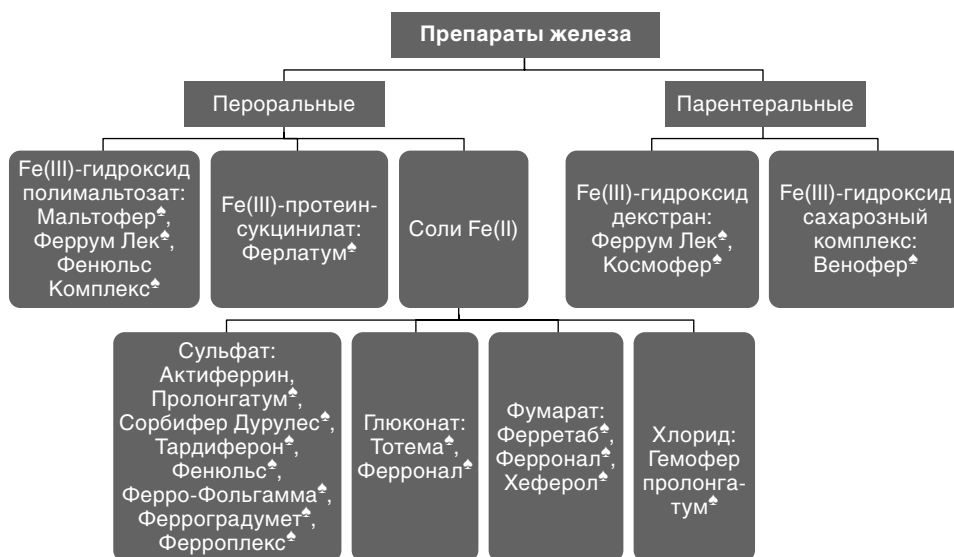 Препараты железа
Пероральные
Парентеральные
Fe(III)-гидроксид
полимальтозат:
Мальтофер♠,
Феррум Лек♠,
Фенюльс
Комплекс♠
Fe(III)-протеин-
сукцинилат:
Ферлатум♠
Соли Fe(II)
Fe(III)-гидроксид
декстран:
Феррум Лек♠,
Космофер♠
Fe(III)-гидроксид
сахарозный
комплекс:
Венофер♠
Сульфат:
Актиферрин,
Пролонгатум♠,
Сорбифер Дурулес♠,
Тардиферон♠,
Фенюльс♠,
Ферро-Фольгамма♠,
Ферроградумет♠,
Ферроплекс♠
Глюконат:
Тотема♠,
Ферронал♠
Фумарат:
Ферретаб♠,
Ферронал♠,
Хеферол♠
Хлорид:
Гемофер
пролонга-
тум♠